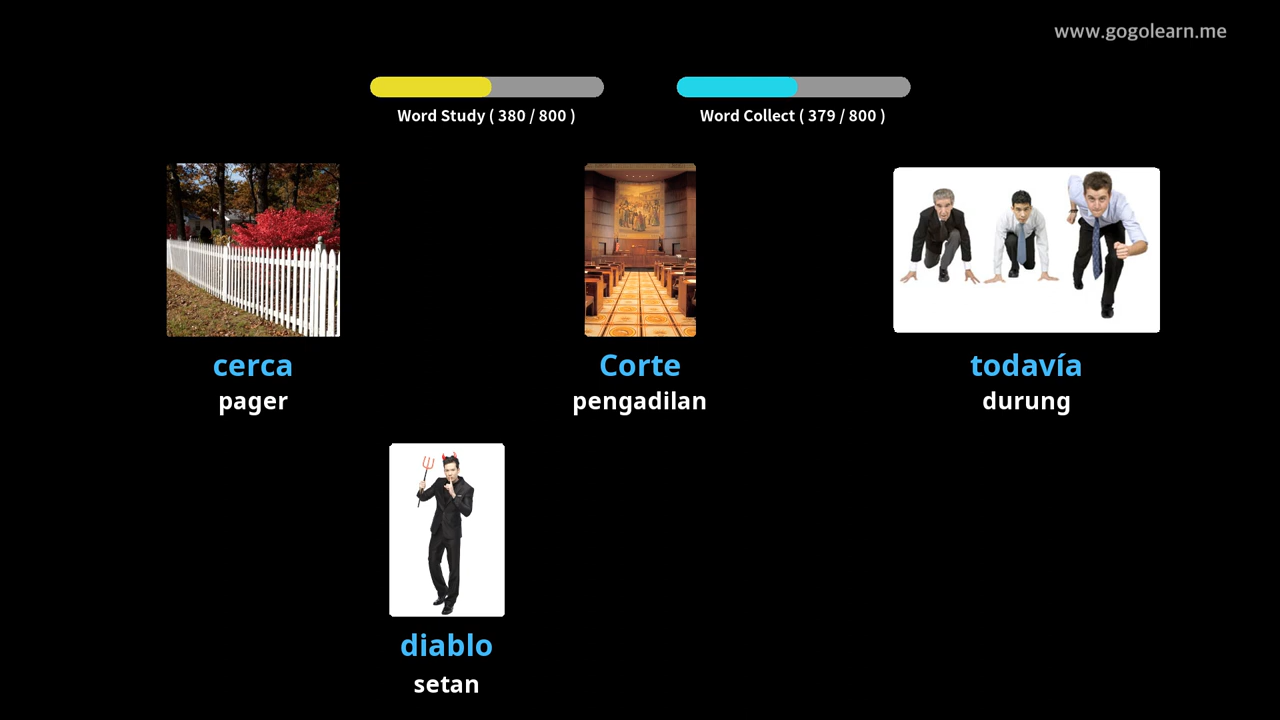 www.gogolearn.me
Word Study ( 380 / 800 )
Word Collect ( 379 / 800 )
cerca
pager
Corte
pengadilan
todavía
durung
diablo
setan